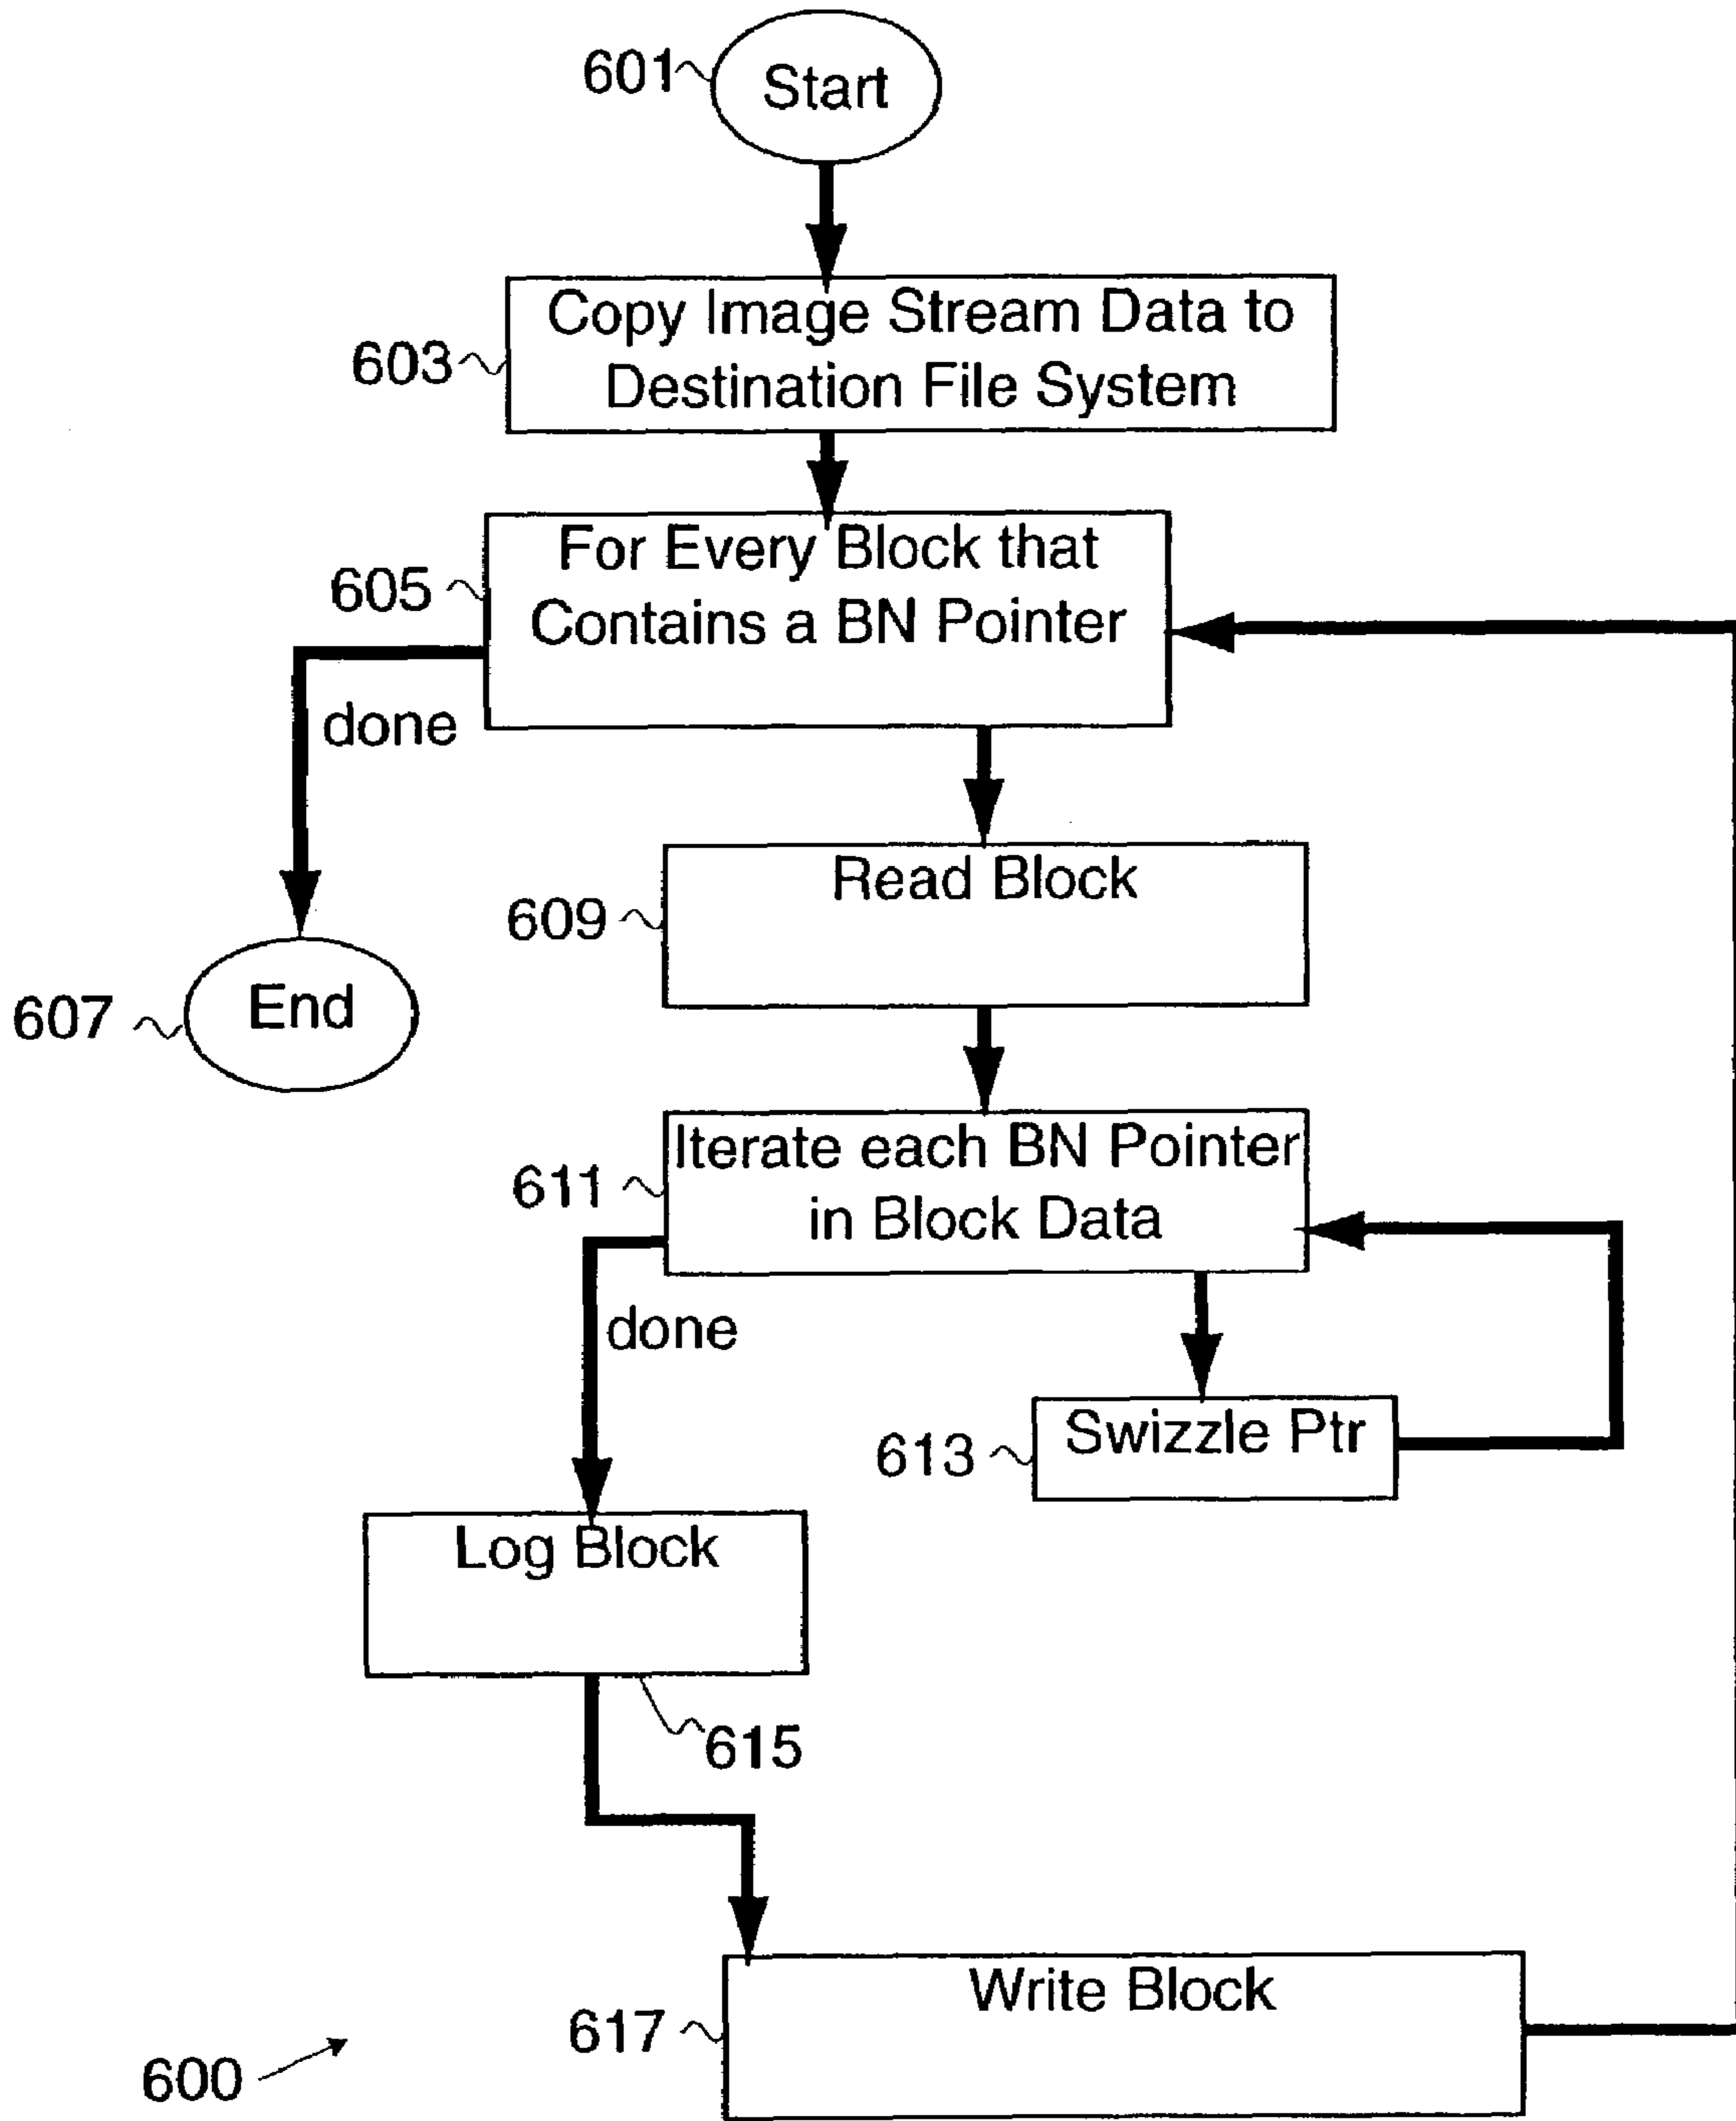 601
Start
603
Copy Image Stream Data to
Destination File System
605
For Every Block that
Contains a BN Pointer
done
609
Read Block
607
End
611
Iterate each BN Pointer
in Block Data
done
613
Swizzle Ptr
Log Block
615
617
Write Block
600